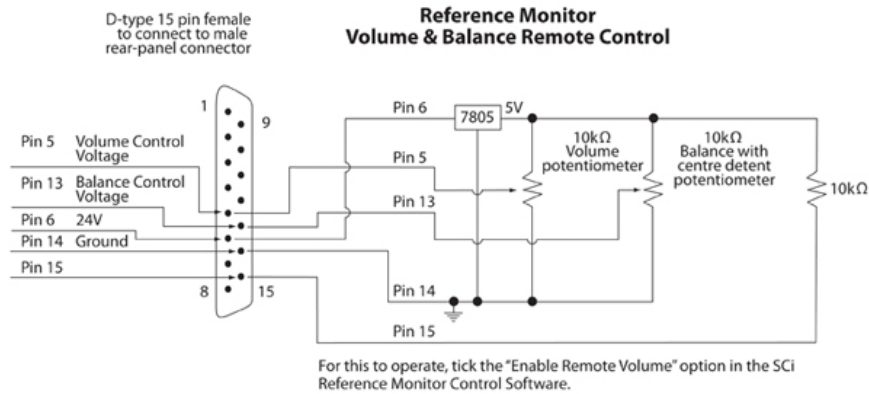 D-type 15 pin female
to connect to male
rear-panel connector
Reference Monitor
Volume & Balance Remote Control
1
9
8
15
Pin 5 Volume Control
Voltage
Pin 13 Balance Control
Voltage
Pin 6 24V
Pin 14 Ground
Pin 15
Pin 6
7805
5V
Pin 5
Pin 13
10kΩ
Volume
potentiometer
10kΩ
Balance with
centre detent
potentiometer
10kΩ
Pin 14
Pin 15
For this to operate, tick the “Enable Remote Volume” option in the SCi
Reference Monitor Control Software.